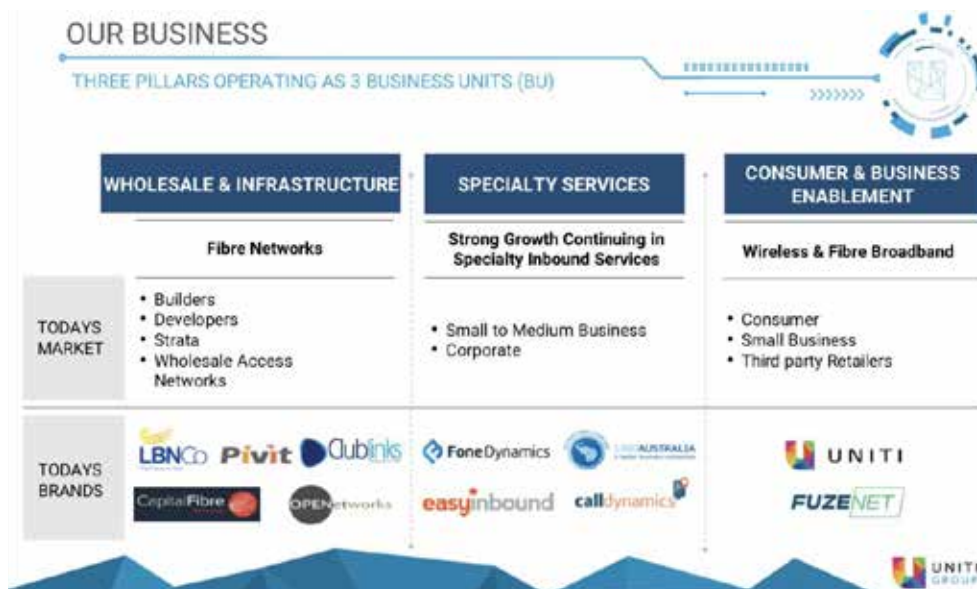 OUR BUSINESS
THREE PILLARS OPERATING AS 3 BUSINESS UNITS (BU)
WHOLESALE & INFRASTRUCTURE
SPECIALTY SERVICES
CONSUMER & BUSINESS
ENABLEMENT
Fibre Networks
Strong Growth Continuing in
Specialty Inbound Services
Wireless & Fibre Broadband
TODAYS
MARKET
• Builders
• Developers
• Strata
• Wholesale Access
Networks
• Small to Medium Business
• Corporate
• Consumer
• Small Business
• Third party Retailers
TODAYS
BRANDS
LBNCo
Pivit
Clublinks
CapitalFibre
OPENetworks
FoneDynamics
AUSTRALIA
easyinbound
calldynamics
UNITI
FUZENET
UNITI
GROUP